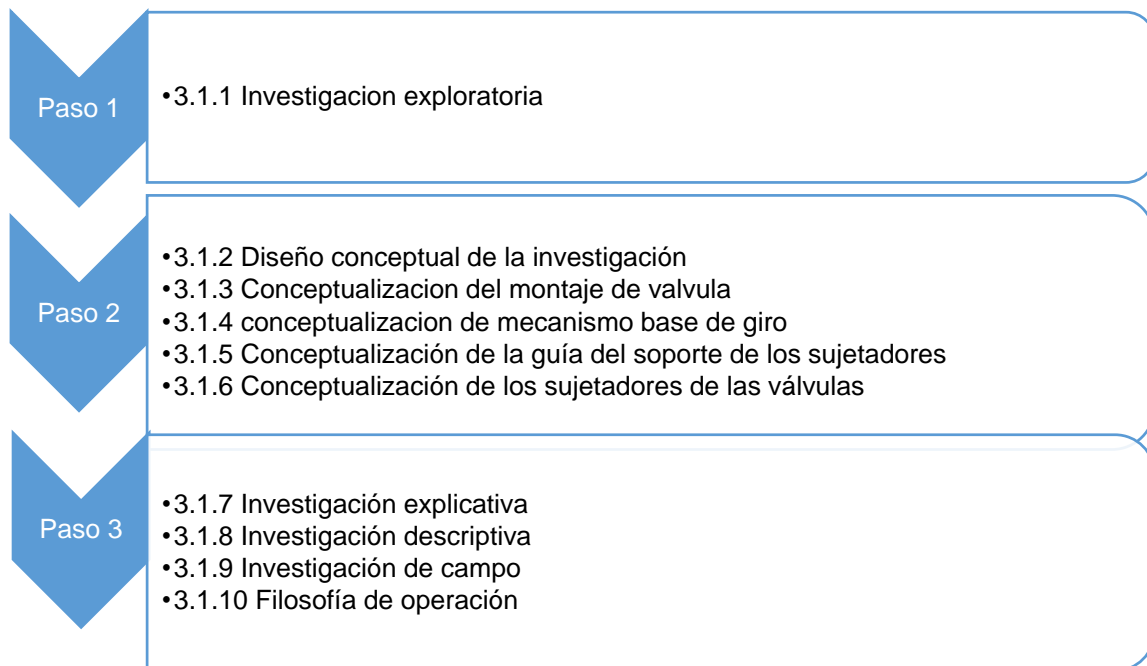 Paso 1
•3.1.1 Investigacion exploratoria
Paso 2
•3.1.2 Diseño conceptual de la investigación
•3.1.3 Conceptualizacion del montaje de valvula
•3.1.4 conceptualizacion de mecanismo base de giro
•3.1.5 Conceptualización de la guía del soporte de los sujetadores
•3.1.6 Conceptualización de los sujetadores de las válvulas
Paso 3
•3.1.7 Investigación explicativa
•3.1.8 Investigación descriptiva
•3.1.9 Investigación de campo
•3.1.10 Filosofía de operación